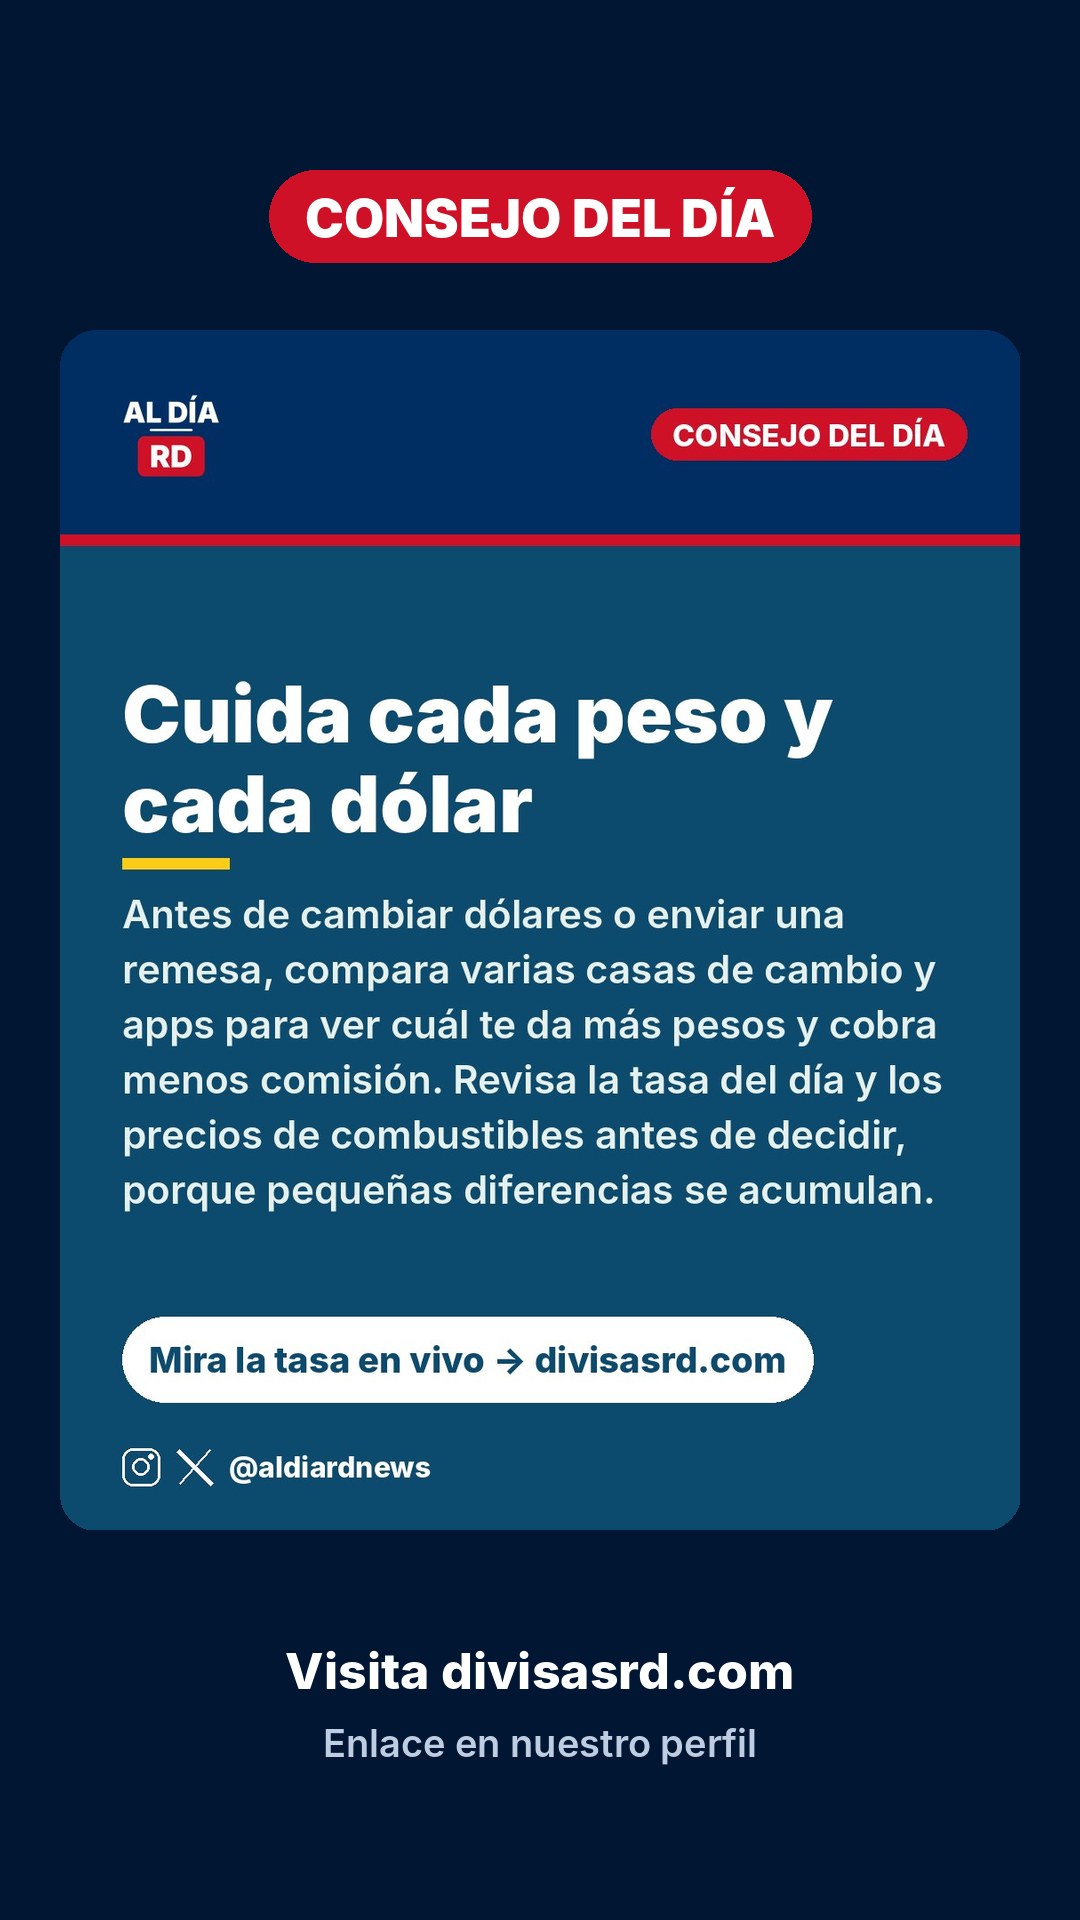 CONSEJO DEL DÍA
AL DÍA
RD
CONSEJO DEL DÍA
Cuida cada peso y
cada dólar
Antes de cambiar dólares o enviar una
remesa, compara varias casas de cambio y
apps para ver cuál te da más pesos y cobra
menos comisión. Revisa la tasa del día y los
precios de combustibles antes de decidir,
porque pequeñas diferencias se acumulan.
Mira la tasa en vivo → divisasrd.com
@aldiardnews
Visita divisasrd.com
Enlace en nuestro perfil